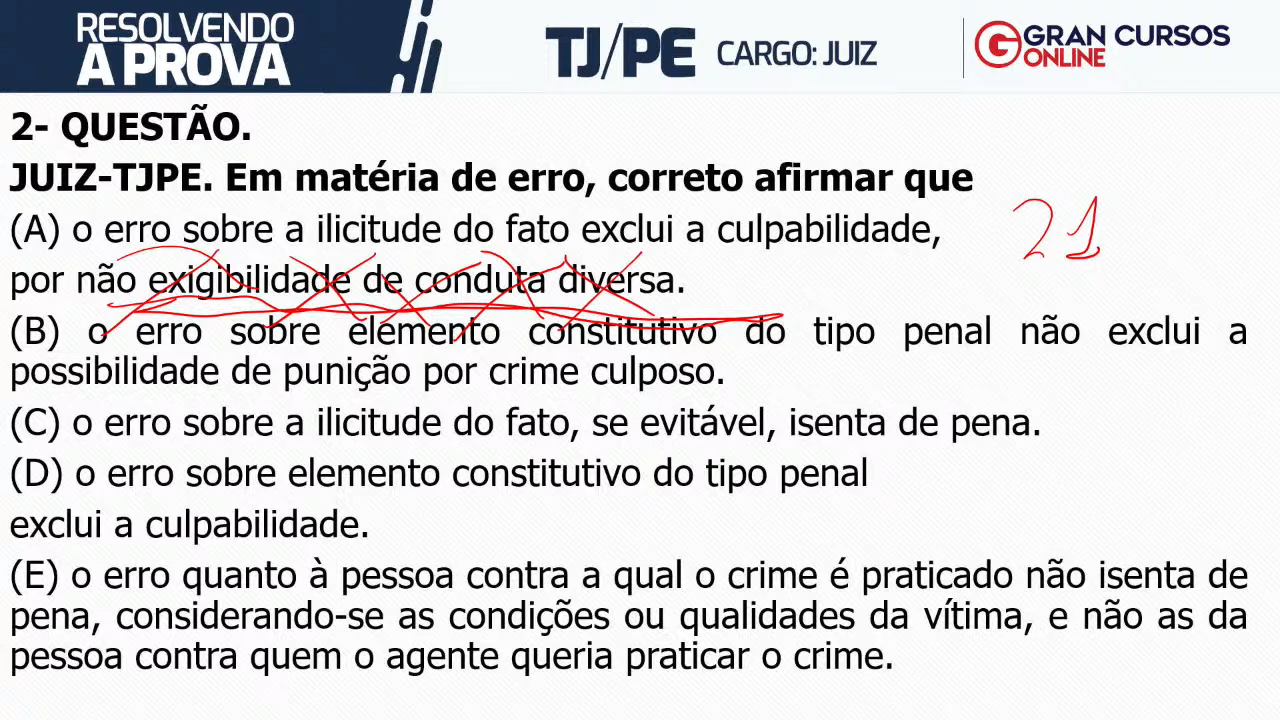 RESOLVENDO
A PROVA
TJ/PE CARGO: JUIZ
GRAN CURSOS
ONLINE
2- QUESTÃO.
JUIZ-TJPE. Em matéria de erro, correto afirmar que
(A) o erro sobre a ilicitude do fato exclui a culpabilidade,
21
por não exigibilidade de conduta diversa.
(B) o erro sobre elemento constitutivo do tipo penal não exclui a
possibilidade de punição por crime culposo.
(C) o erro sobre a ilicitude do fato, se evitável, isenta de pena.
(D) o erro sobre elemento constitutivo do tipo penal
exclui a culpabilidade.
(E) o erro quanto à pessoa contra a qual o crime é praticado não isenta de
pena, considerando-se as condições ou qualidades da vítima, e não as da
pessoa contra quem o agente queria praticar o crime.